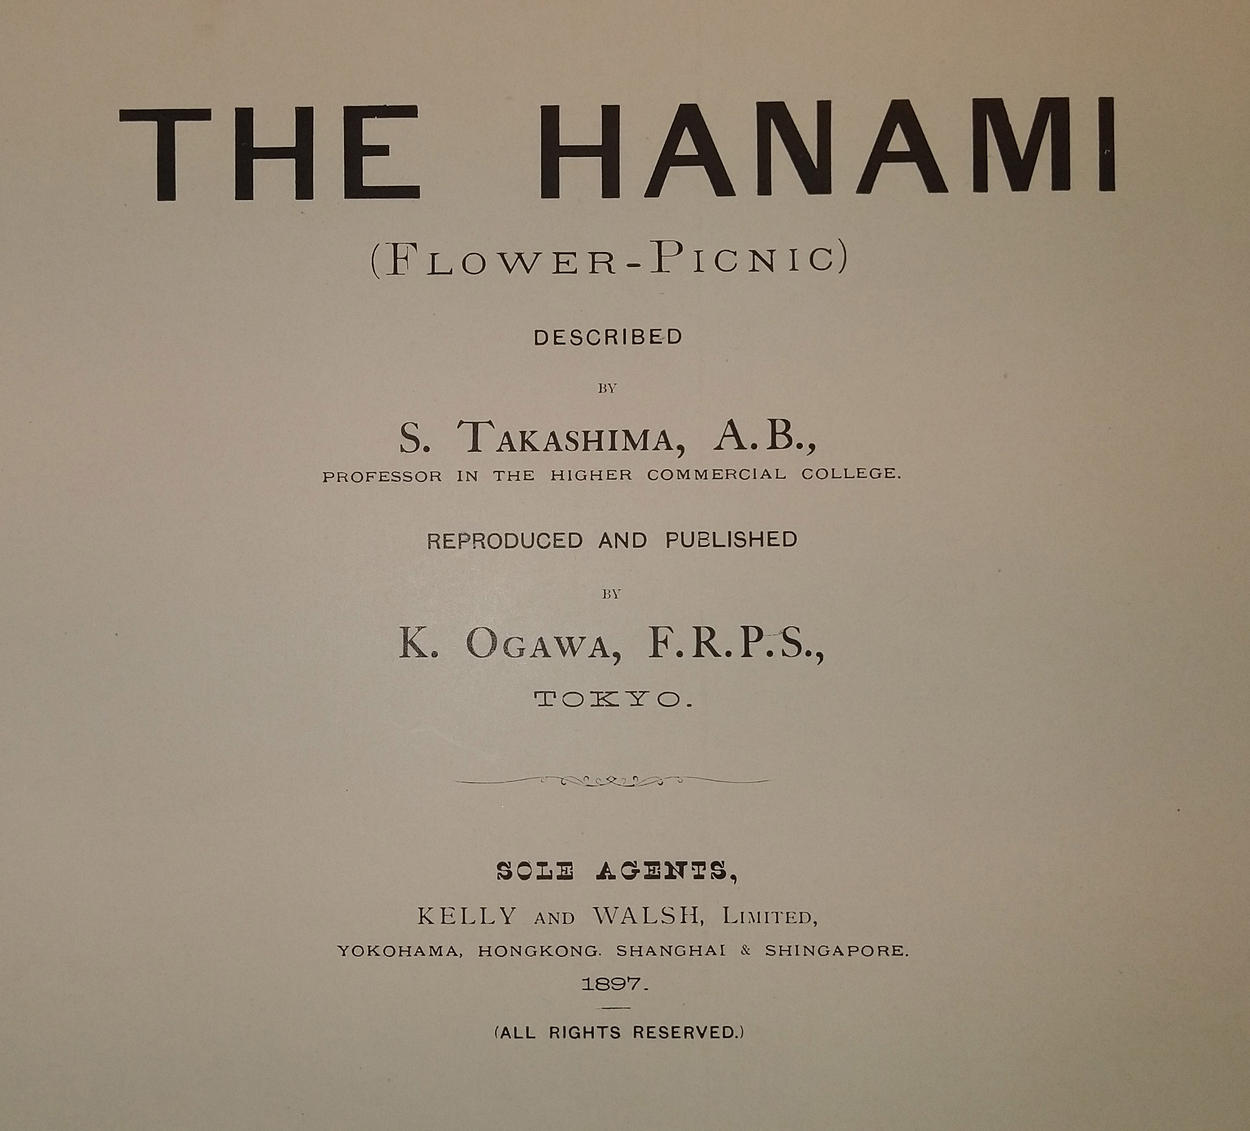 THE HANAMI
(FLOWER-PICNIC)
DESCRIBED
BY
S. TAKASHIMA, A.B.,
PROFESSOR IN THE HIGHER COMMERCIAL COLLEGE.
REPRODUCED AND PUBLISHED
BY
K. OGAWA, F.R.P.S.,
TOKYO.
SOLE AGENTS,
KELLY AND WALSH, LIMITED,
YOKOHAMA, HONGKONG. SHANGHAI & SHINGAPORE.
1897.
(ALL RIGHTS RESERVED.)